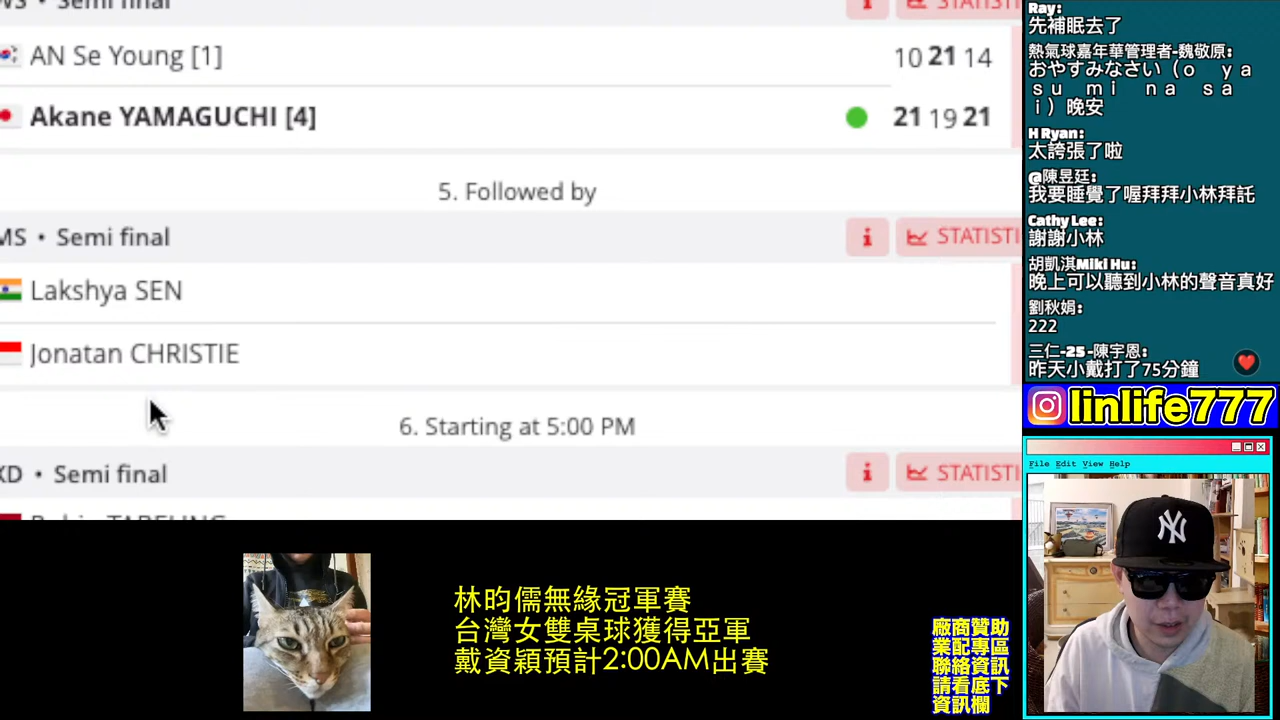 WS • Semi final
STATISTI
AN Se Young [1]
10 21 14
Akane YAMAGUCHI [4]
21 19 21
5. Followed by
MS • Semi final
STATISTI
Lakshya SEN
Jonatan CHRISTIE
6. Starting at 5:00 PM
XD • Semi final
STATISTI
林昀儒無緣冠軍賽
台灣女雙桌球獲得亞軍
戴資穎預計2:00AM出賽
廠商贊助
業配專區
聯絡資訊
請看底下
資訊欄
Ray:
先補眠去了
熱氣球嘉年華管理者-魏敬原:
おやすみなさい（ｏ　ｙａ
ｓｕ　ｍｉ　ｎａ　ｓａ
ｉ）晚安
H Ryan:
太誇張了啦
@陳昱廷:
我要睡覺了喔拜拜小林拜託
Cathy Lee:
謝謝小林
胡凱淇Miki Hu:
晚上可以聽到小林的聲音真好
劉秋娟:
222
三仁-25-陳宇恩:
昨天小戴打了75分鐘
linlife777
File Edit View Help
NY